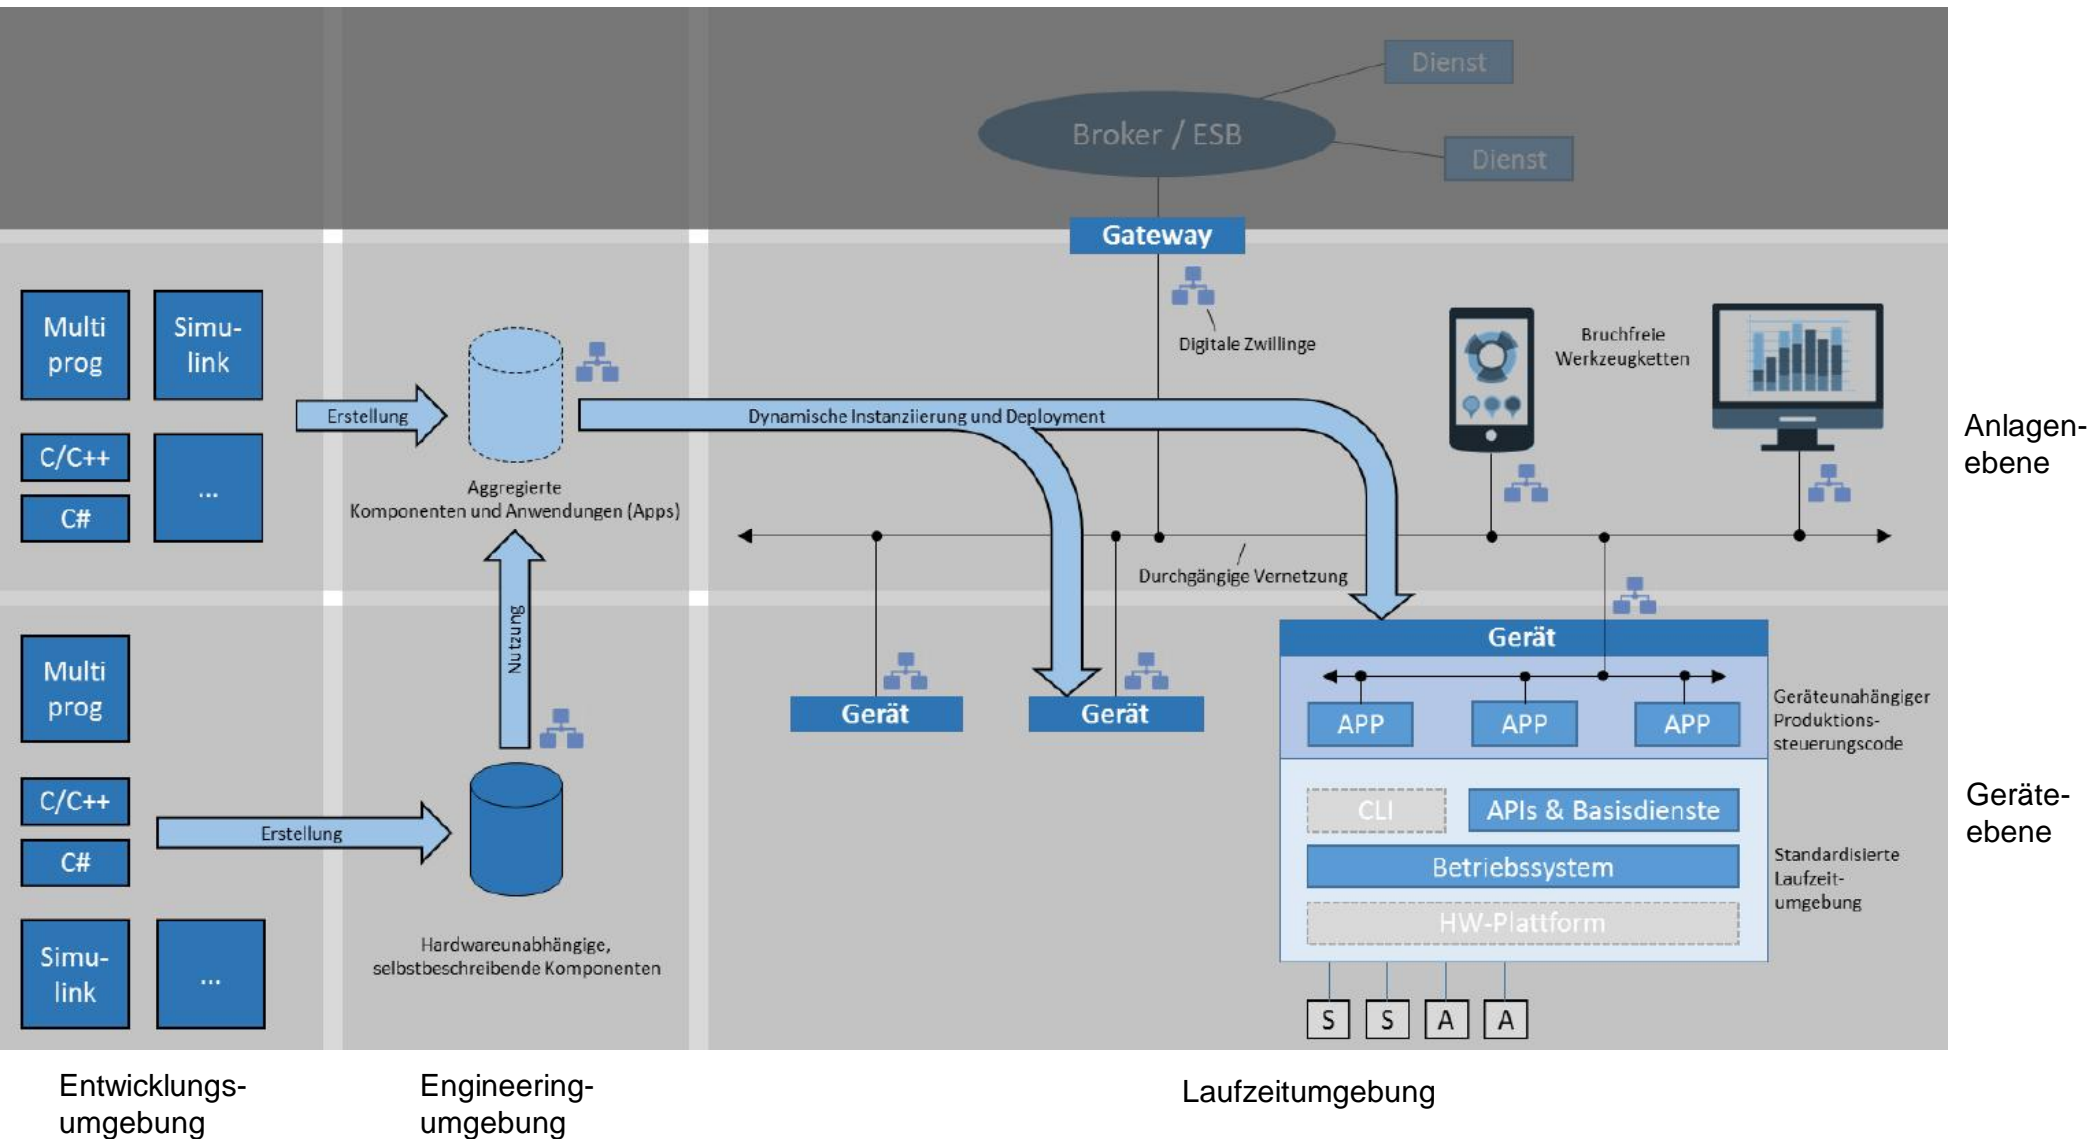 Dienst
Broker / ESB
Dienst
Gateway
Digitale Zwillinge
Multi
prog
Simu-
link
C/C++
C#
...
Erstellung
Aggregierte
Komponenten und Anwendungen (Apps)
Dynamische Instanziierung und Deployment
Bruchfreie
Werkzeugketten
Durchgängige Vernetzung
Anlagen-
ebene
Multi
prog
C/C++
C#
Simu-
link
...
Erstellung
Nutzung
Hardwareunabhängige,
selbstbeschreibende Komponenten
Gerät
Gerät
Gerät
APP
APP
APP
Geräteunahängiger
Produktions-
steuerungscode
CLI
APIs & Basisdienste
Betriebssystem
HW-Plattform
Standardisierte
Laufzeit-
umgebung
S
S
A
A
Geräte-
ebene
Entwicklungs-
umgebung
Engineering-
umgebung
Laufzeitumgebung